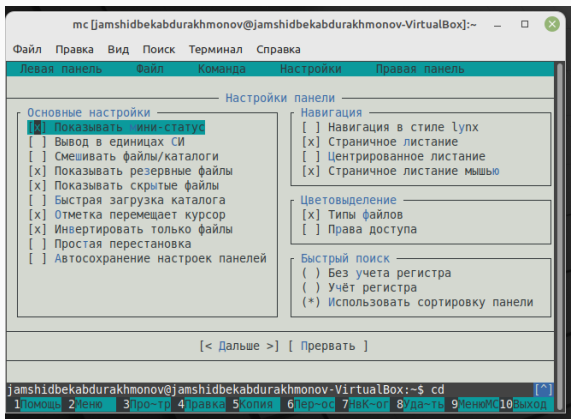 mc [jamshidbekabdurakhmonov@jamshidbekabdurakhmonov-VirtualBox]:~
Файл Правка Вид Поиск Терминал Справка
Левая панель Файл Команда Настройки Правая панель
Настройки панели
Основные настройки
[x] Показывать мини-статус
[ ] Вывод в единицах СИ
[ ] Смешивать файлы/каталоги
[x] Показывать резервные файлы
[x] Показывать скрытые файлы
[ ] Быстрая загрузка каталога
[x] Отметка перемещает курсор
[x] Инвертировать только файлы
[ ] Простая перестановка
[ ] Автосохранение настроек панелей
Навигация
[ ] Навигация в стиле lynx
[x] Страничное листание
[ ] Центрированное листание
[x] Страничное листание мышью
Цветовыделение
[x] Типы файлов
[ ] Права доступа
Быстрый поиск
( ) Без учета регистра
( ) Учёт регистра
(*) Использовать сортировку панели
[< Дальше >] [ Прервать ]
jamshidbekabdurakhmonov@jamshidbekabdurakhmonov-VirtualBox:~$ cd [^]
1Помощь 2Меню 3Про~тр 4Правка 5Копия 6Пер~ос 7НвК~ог 8Уда~ть 9МенюМС 10Выход